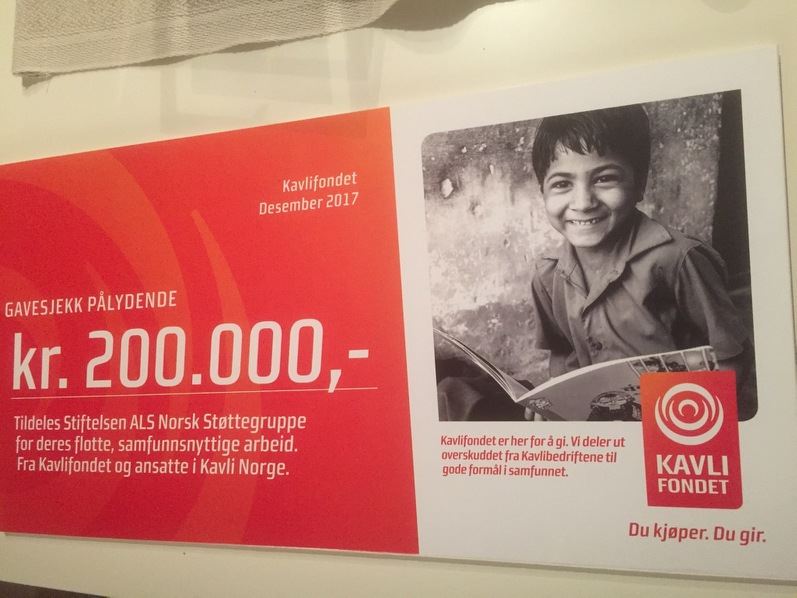 Kavlifondet
Desember 2017
GAVESJEKK PÅLYDENDE
kr. 200.000,-
Tildeles Stiftelsen ALS Norsk Støttegruppe
for deres flotte, samfunnsnyttige arbeid.
Fra Kavlifondet og ansatte i Kavli Norge.
Kavlifondet er her for å gi. Vi deler ut
overskuddet fra Kavlibedriftene til
gode formål i samfunnet.
KAVLI
FONDET
Du kjøper. Du gir.